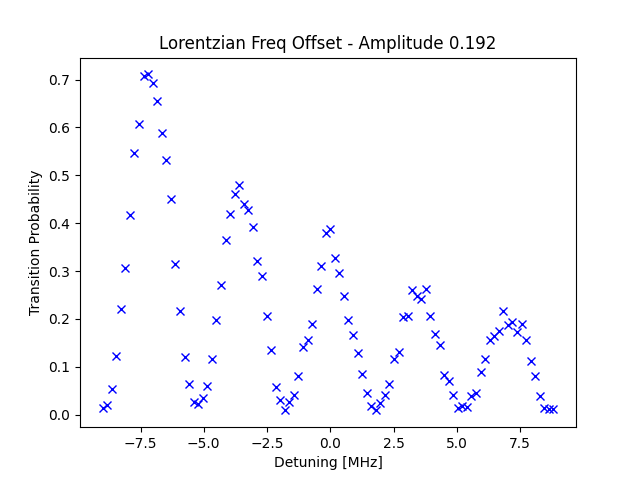 Lorentzian Freq Offset - Amplitude 0.192
Transition Probability
0.7
0.6
0.5
0.4
0.3
0.2
0.1
0.0
−7.5 −5.0 −2.5 0.0 2.5 5.0 7.5
Detuning [MHz]